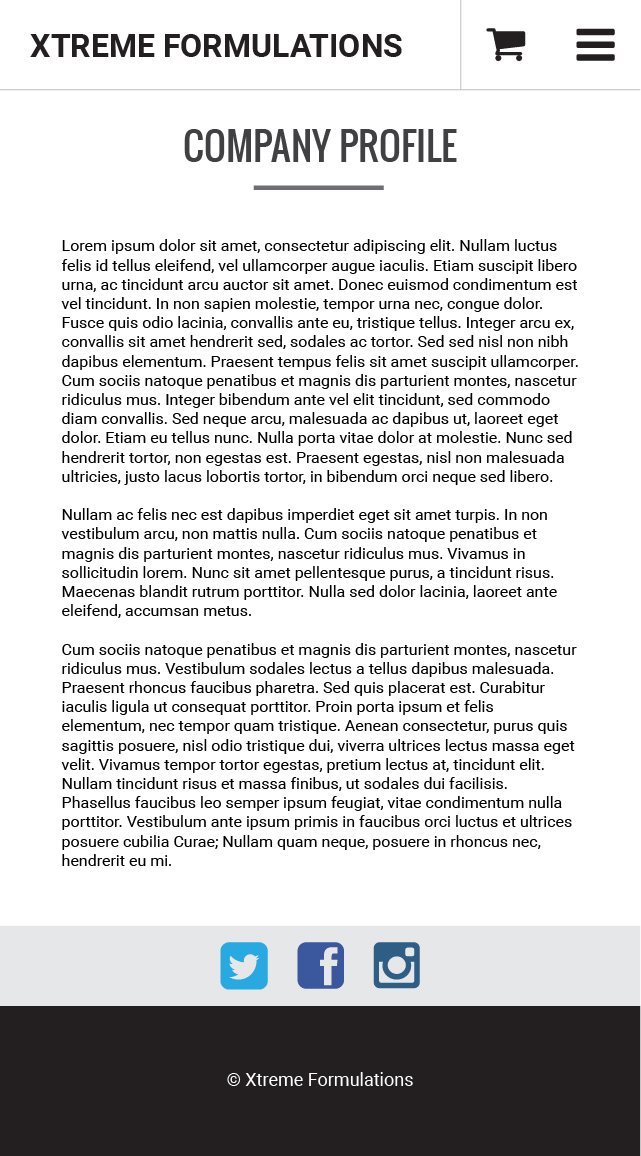 XTREME FORMULATIONS
COMPANY PROFILE
Lorem ipsum dolor sit amet, consectetur adipiscing elit. Nullam luctus
felis id tellus eleifend, vel ullamcorper augue iaculis. Etiam suscipit libero
urna, ac tincidunt arcu auctor sit amet. Donec euismod condimentum est
vel tincidunt. In non sapien molestie, tempor urna nec, congue dolor.
Fusce quis odio lacinia, convallis ante eu, tristique tellus. Integer arcu ex,
convallis sit amet hendrerit sed, sodales ac tortor. Sed sed nisl non nibh
dapibus elementum. Praesent tempus felis sit amet suscipit ullamcorper.
Cum sociis natoque penatibus et magnis dis parturient montes, nascetur
ridiculus mus. Integer bibendum ante vel elit tincidunt, sed commodo
diam convallis. Sed neque arcu, malesuada ac dapibus ut, laoreet eget
dolor. Etiam eu tellus nunc. Nulla porta vitae dolor at molestie. Nunc sed
hendrerit tortor, non egestas est. Praesent egestas, nisl non malesuada
ultricies, justo lacus lobortis tortor, in bibendum orci neque sed libero.
Nullam ac felis nec est dapibus imperdiet eget sit amet turpis. In non
vestibulum arcu, non mattis nulla. Cum sociis natoque penatibus et
magnis dis parturient montes, nascetur ridiculus mus. Vivamus in
sollicitudin lorem. Nunc sit amet pellentesque purus, a tincidunt risus.
Maecenas blandit rutrum porttitor. Nulla sed dolor lacinia, laoreet ante
eleifend, accumsan metus.
Cum sociis natoque penatibus et magnis dis parturient montes, nascetur
ridiculus mus. Vestibulum sodales lectus a tellus dapibus malesuada.
Praesent rhoncus faucibus pharetra. Sed quis placerat est. Curabitur
iaculis ligula ut consequat porttitor. Proin porta ipsum et felis
elementum, nec tempor quam tristique. Aenean consectetur, purus quis
sagittis posuere, nisl odio tristique dui, viverra ultrices lectus massa eget
velit. Vivamus tempor tortor egestas, pretium lectus at, tincidunt elit.
Nullam tincidunt risus et massa finibus, ut sodales dui facilisis.
Phasellus faucibus leo semper ipsum feugiat, vitae condimentum nulla
porttitor. Vestibulum ante ipsum primis in faucibus orci luctus et ultrices
posuere cubilia Curae; Nullam quam neque, posuere in rhoncus nec,
hendrerit eu mi.
© Xtreme Formulations